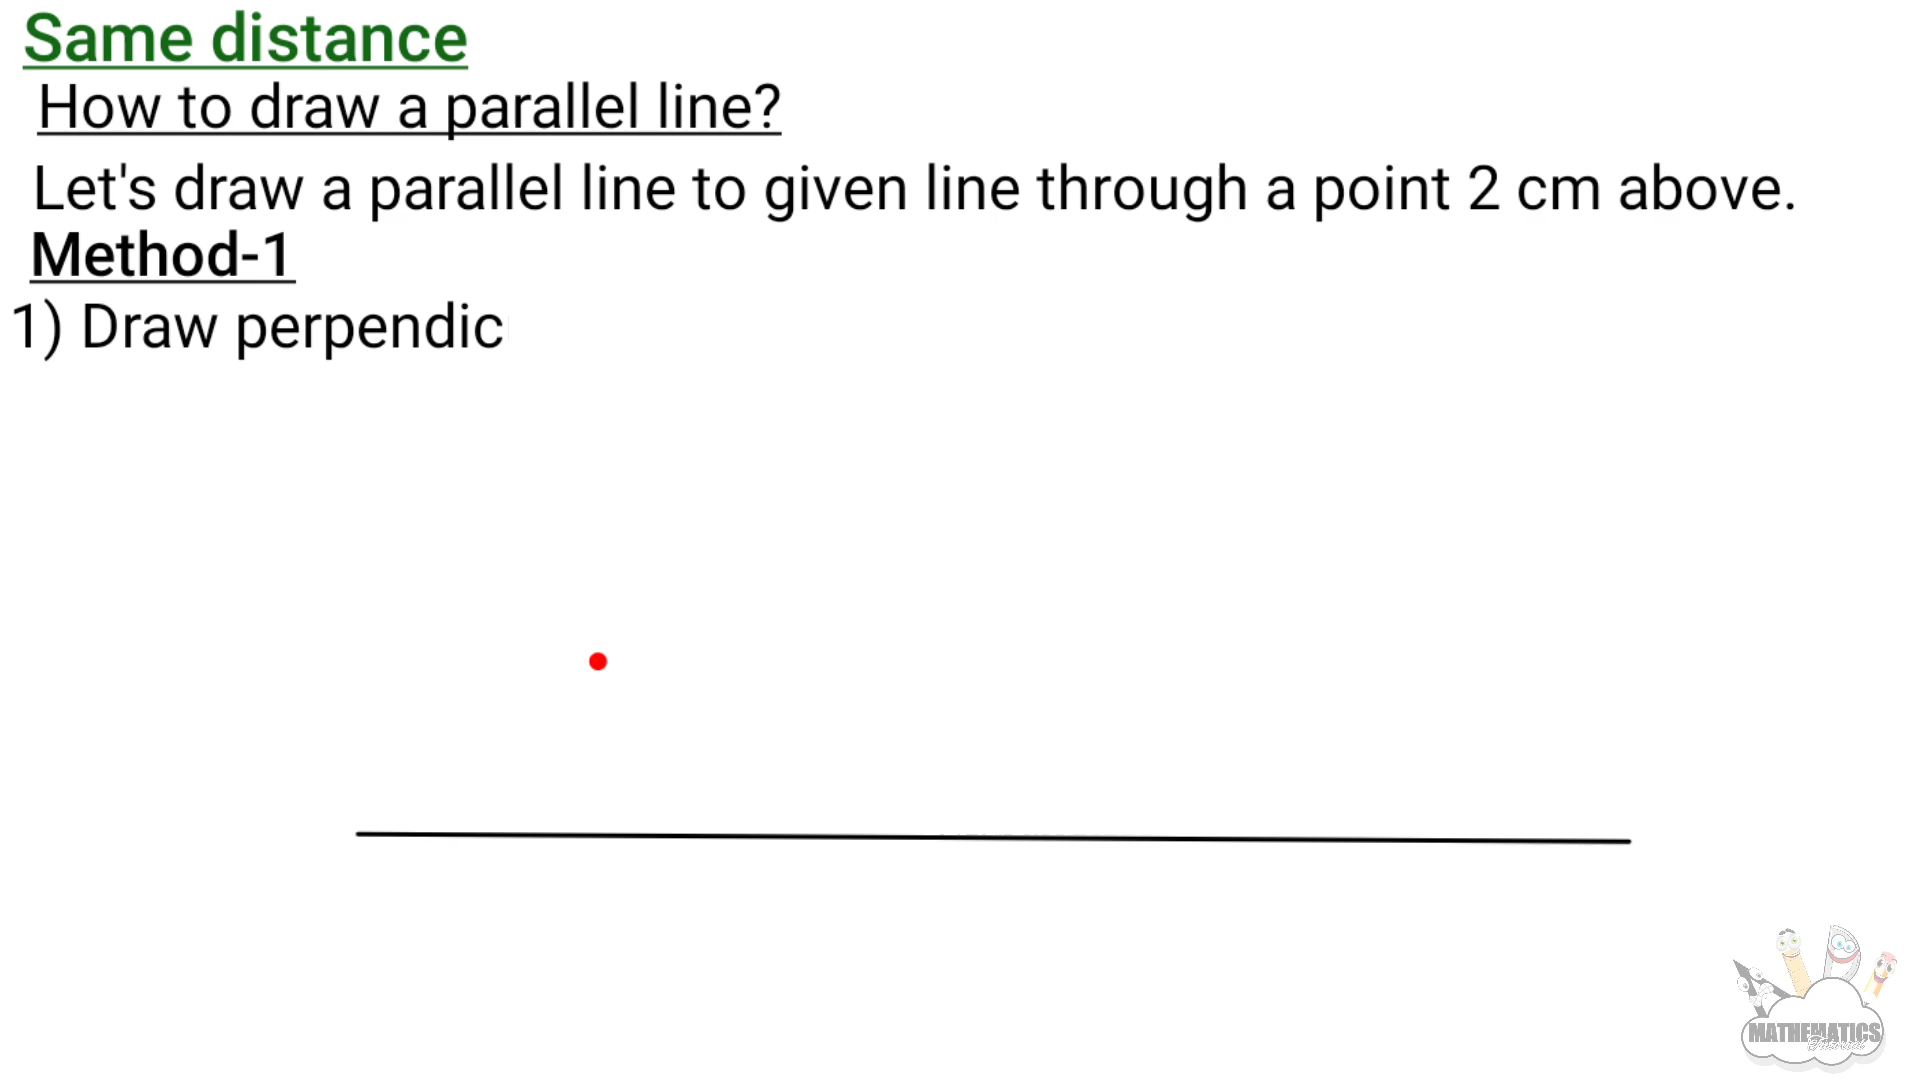 Same distance
How to draw a parallel line?
Let's draw a parallel line to given line through a point 2 cm above.
Method-1
1) Draw perpendic
MATHEMATICS
Tutorial